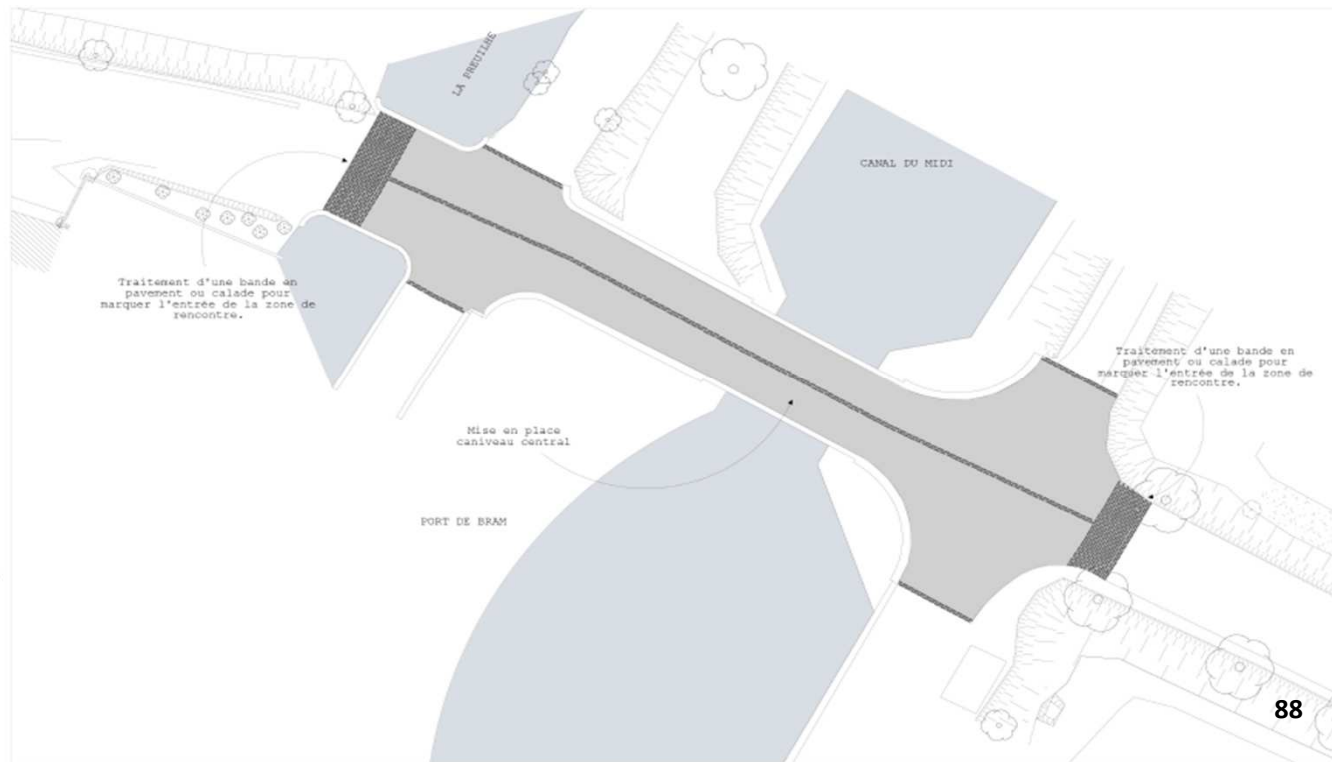 LA PREUILHE
CANAL DU MIDI
Traitement d'une bande en
pavement ou calade pour
marquer l'entrée de la zone de
rencontre.
Traitement d'une bande en
pavement ou calade pour
marquer l'entrée de la zone de
rencontre.
Mise en place
caniveau central
PORT DE BRAM
88